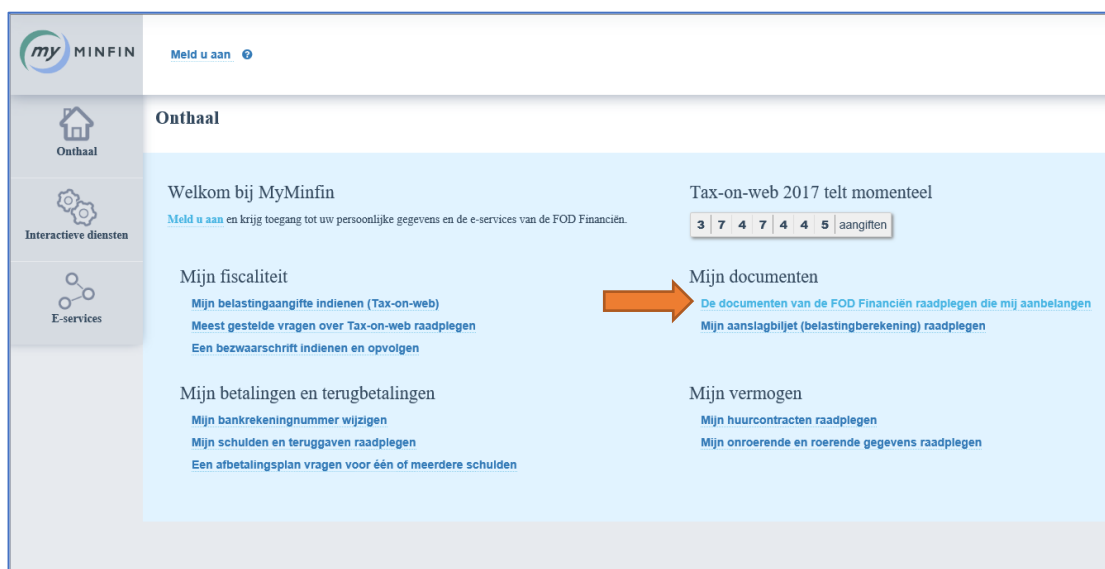 my MINFIN
Meld u aan
Onthaal
Interactieve diensten
E-services
Onthaal
Welkom bij MyMinfin
Meld u aan en krijg toegang tot uw persoonlijke gegevens en de e-services van de FOD Financiën.
Tax-on-web 2017 telt momenteel
3 7 4 7 4 4 5 aangiften
Mijn fiscaliteit
Mijn belastingaangifte indienen (Tax-on-web)
Meest gestelde vragen over Tax-on-web raadplegen
Een bezwaarschrift indienen en opvolgen
Mijn documenten
De documenten van de FOD Financiën raadplegen die mij aanbelangen
Mijn aanslagbiljet (belastingberekening) raadplegen
Mijn betalingen en terugbetalingen
Mijn bankrekeningnummer wijzigen
Mijn schulden en teruggaven raadplegen
Een afbetalingsplan vragen voor één of meerdere schulden
Mijn vermogen
Mijn huurcontracten raadplegen
Mijn onroerende en roerende gegevens raadplegen